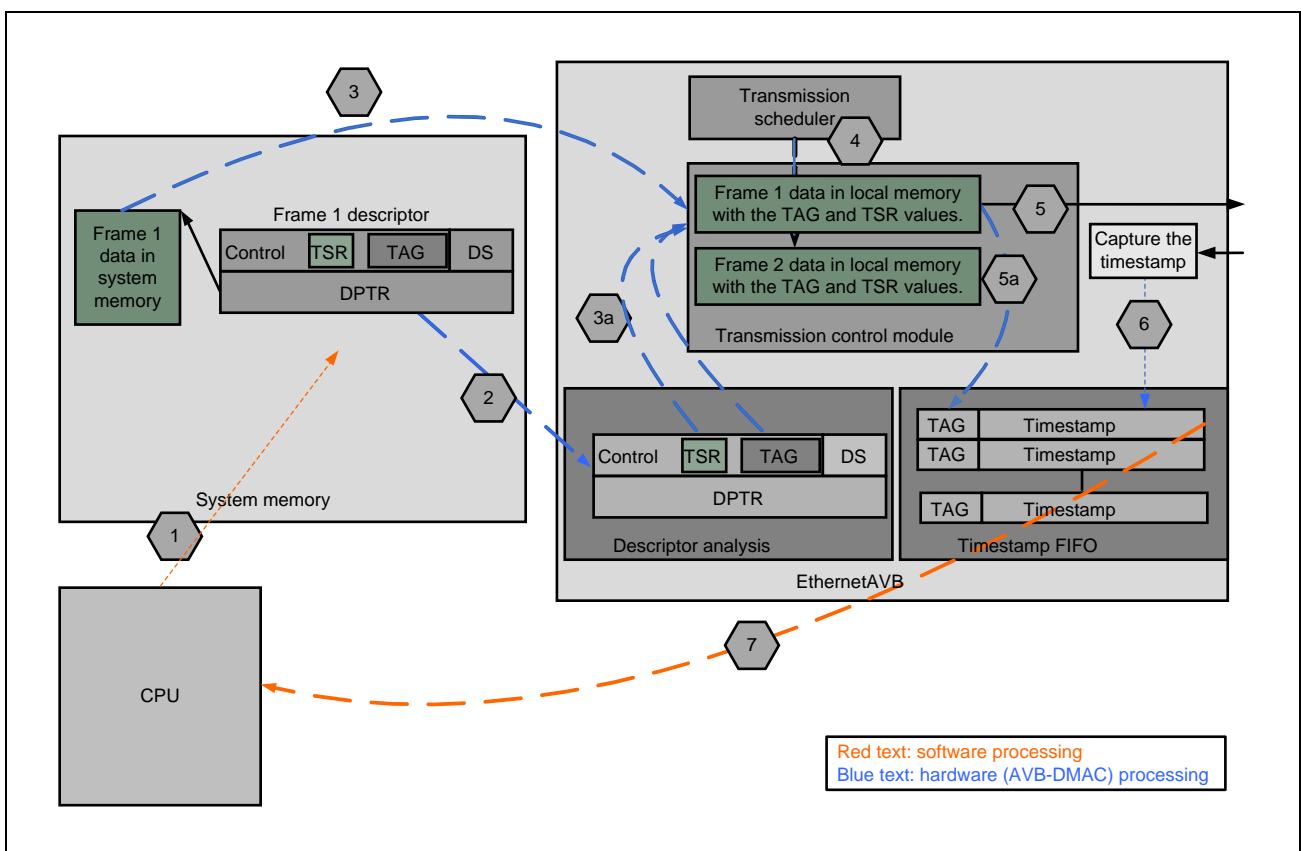 3
Transmission
scheduler
4
Frame 1 data in local memory
with the TAG and TSR values.
5
Frame 1 descriptor
Frame 1
data in
system
memory
Control
TSR
TAG
DS
DPTR
Capture the
timestamp
Frame 2 data in local memory
with the TAG and TSR values.
5a
3a
Transmission control module
6
2
TAG
Timestamp
TAG
Timestamp
TAG
Timestamp
Timestamp FIFO
Control
TSR
TAG
DS
DPTR
Descriptor analysis
System memory
1
EthernetAVB
7
CPU
Red text: software processing
Blue text: hardware (AVB-DMAC) processing